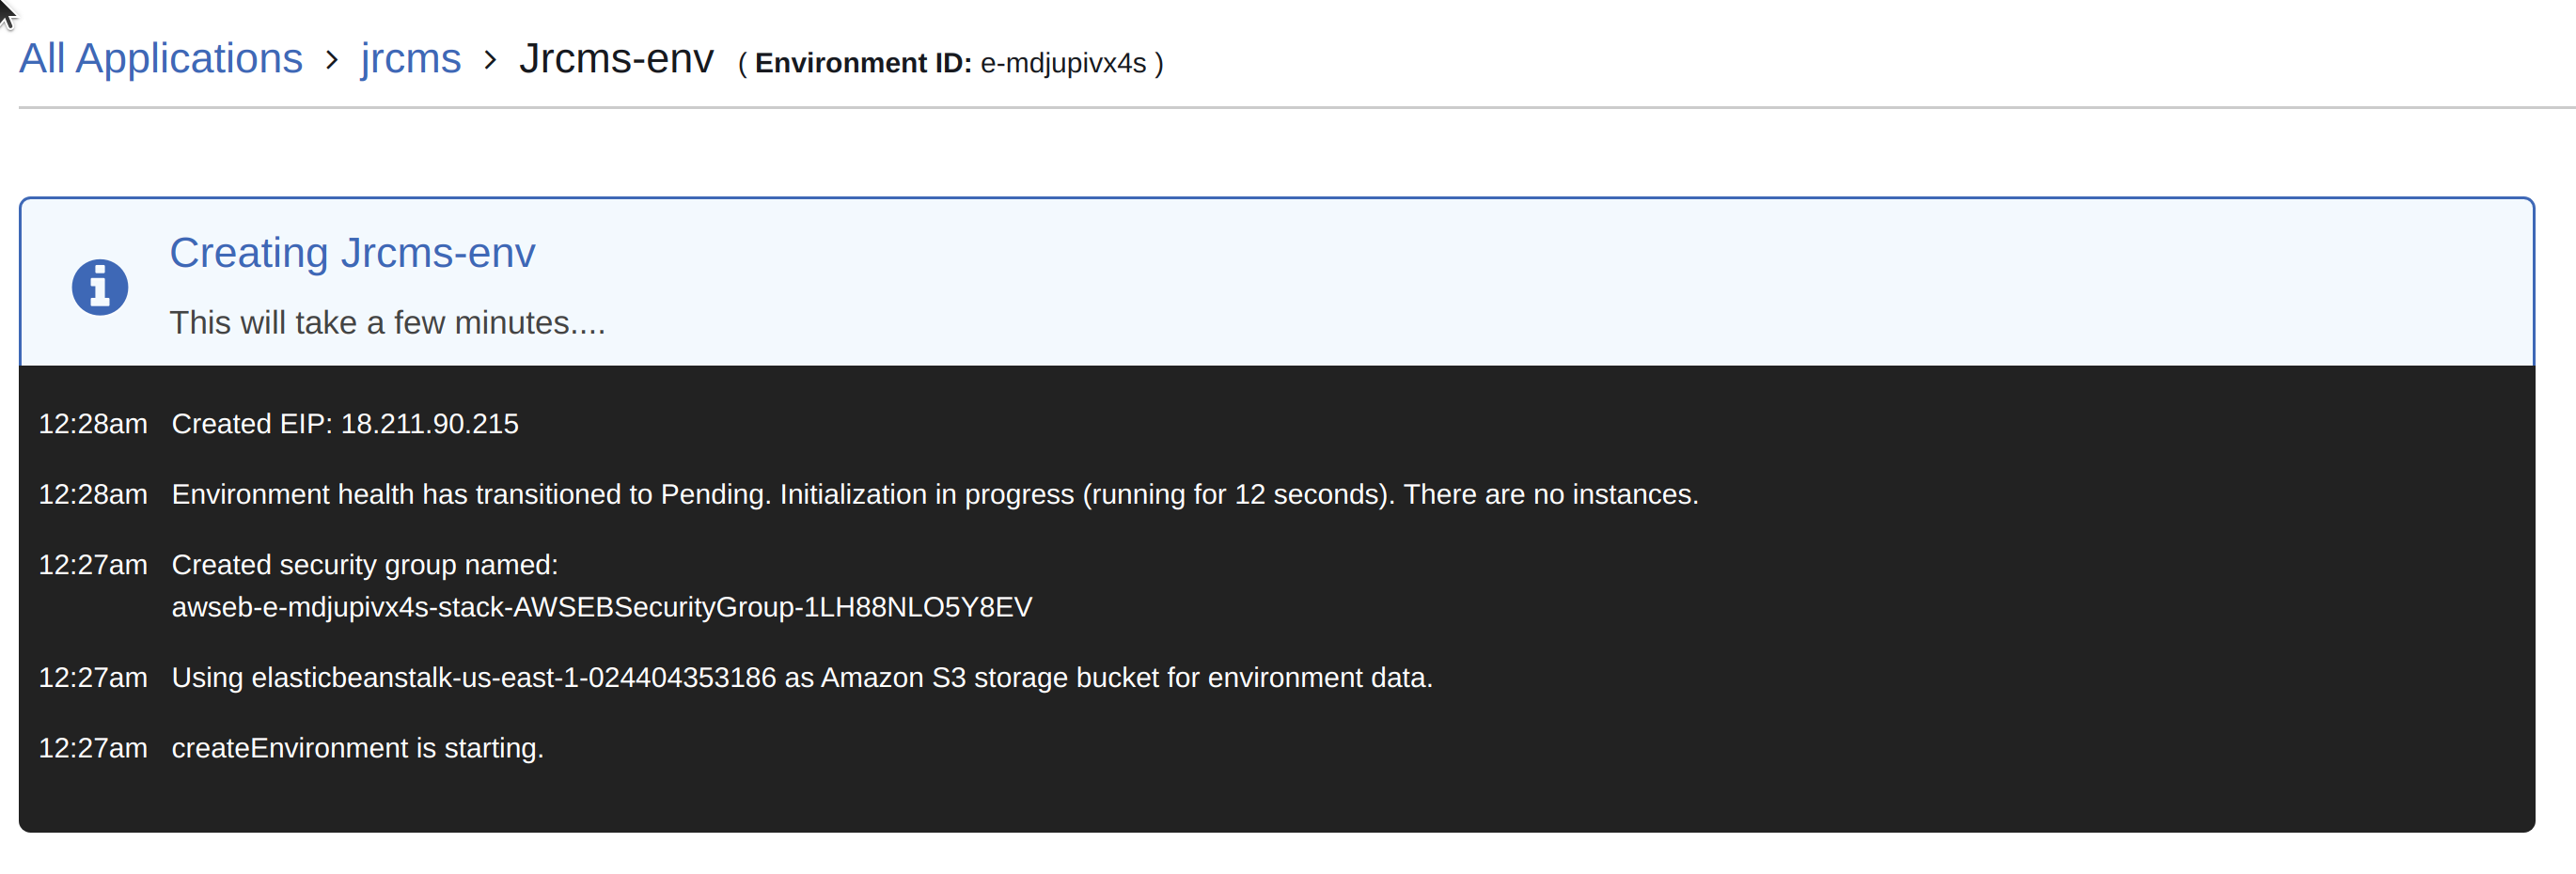 All Applications > jrcms > Jrcms-env ( Environment ID: e-mdjupivx4s )
Creating Jrcms-env
This will take a few minutes....
12:28am Created EIP: 18.211.90.215
12:28am Environment health has transitioned to Pending. Initialization in progress (running for 12 seconds). There are no instances.
12:27am Created security group named:
awseb-e-mdjupivx4s-stack-AWSEBSecurityGroup-1LH88NLO5Y8EV
12:27am Using elasticbeanstalk-us-east-1-024404353186 as Amazon S3 storage bucket for environment data.
12:27am createEnvironment is starting.